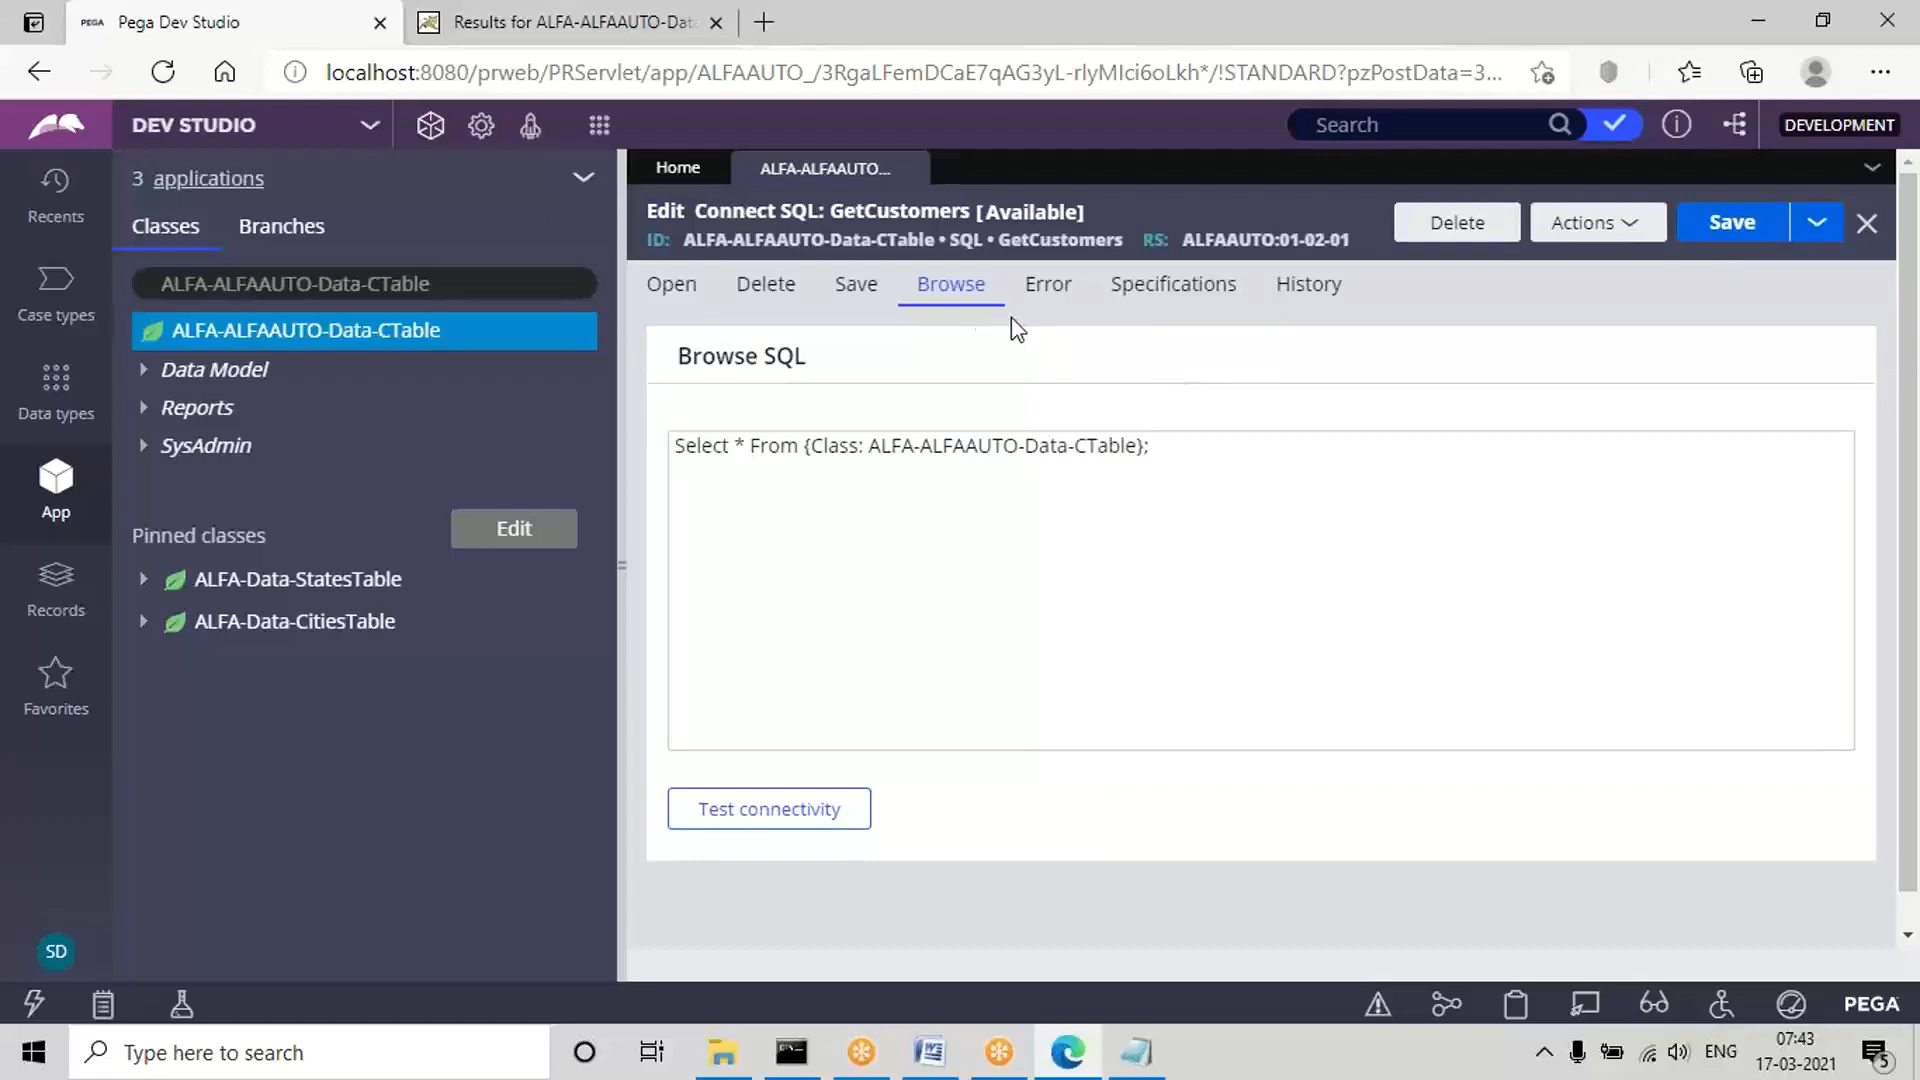 PEGA Pega Dev Studio
Results for ALFA-ALFAAUTO-Dat
localhost:8080/prweb/PRServlet/app/ALFAAUTO_/3RgaLFemDCaE7qAG3yL-rlyMIci6oLkh*/!STANDARD?pzPostData=3...
DEV STUDIO
Search
DEVELOPMENT
Recents
Case types
Data types
App
Records
Favorites
SD
3 applications
Classes Branches
ALFA-ALFAAUTO-Data-CTable
ALFA-ALFAAUTO-Data-CTable
Data Model
Reports
SysAdmin
Pinned classes Edit
ALFA-Data-StatesTable
ALFA-Data-CitiesTable
Home ALFA-ALFAAUTO...
Edit Connect SQL: GetCustomers [Available]
ID: ALFA-ALFAAUTO-Data-CTable • SQL • GetCustomers RS: ALFAAUTO:01-02-01
Delete Actions Save
Open Delete Save Browse Error Specifications History
Browse SQL
Select * From {Class: ALFA-ALFAAUTO-Data-CTable};
Test connectivity
PEGA
Type here to search
ENG
07:43
17-03-2021
5